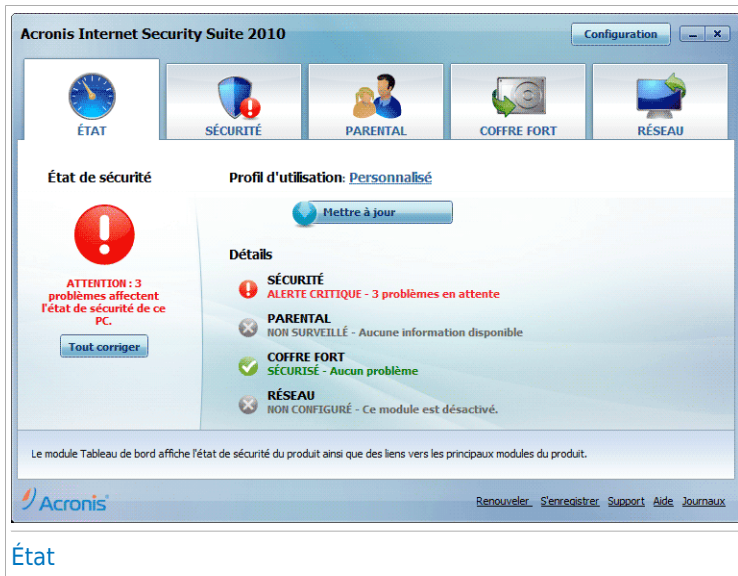 Acronis Internet Security Suite 2010
Configuration
ÉTAT
SÉCURITÉ
PARENTAL
COFFRE FORT
RÉSEAU
État de sécurité
ATTENTION : 3
problèmes affectent
l'état de sécurité de ce
PC.
Tout corriger
Profil d'utilisation: Personnalisé
Mettre à jour
Détails
SÉCURITÉ
ALERTE CRITIQUE - 3 problèmes en attente
PARENTAL
NON SURVEILLÉ - Aucune information disponible
COFFRE FORT
SÉCURISÉ - Aucun problème
RÉSEAU
NON CONFIGURÉ - Ce module est désactivé.
Le module Tableau de bord affiche l'état de sécurité du produit ainsi que des liens vers les principaux modules du produit.
Acronis
Renouveler S'enregistrer Support Aide Journaux
État